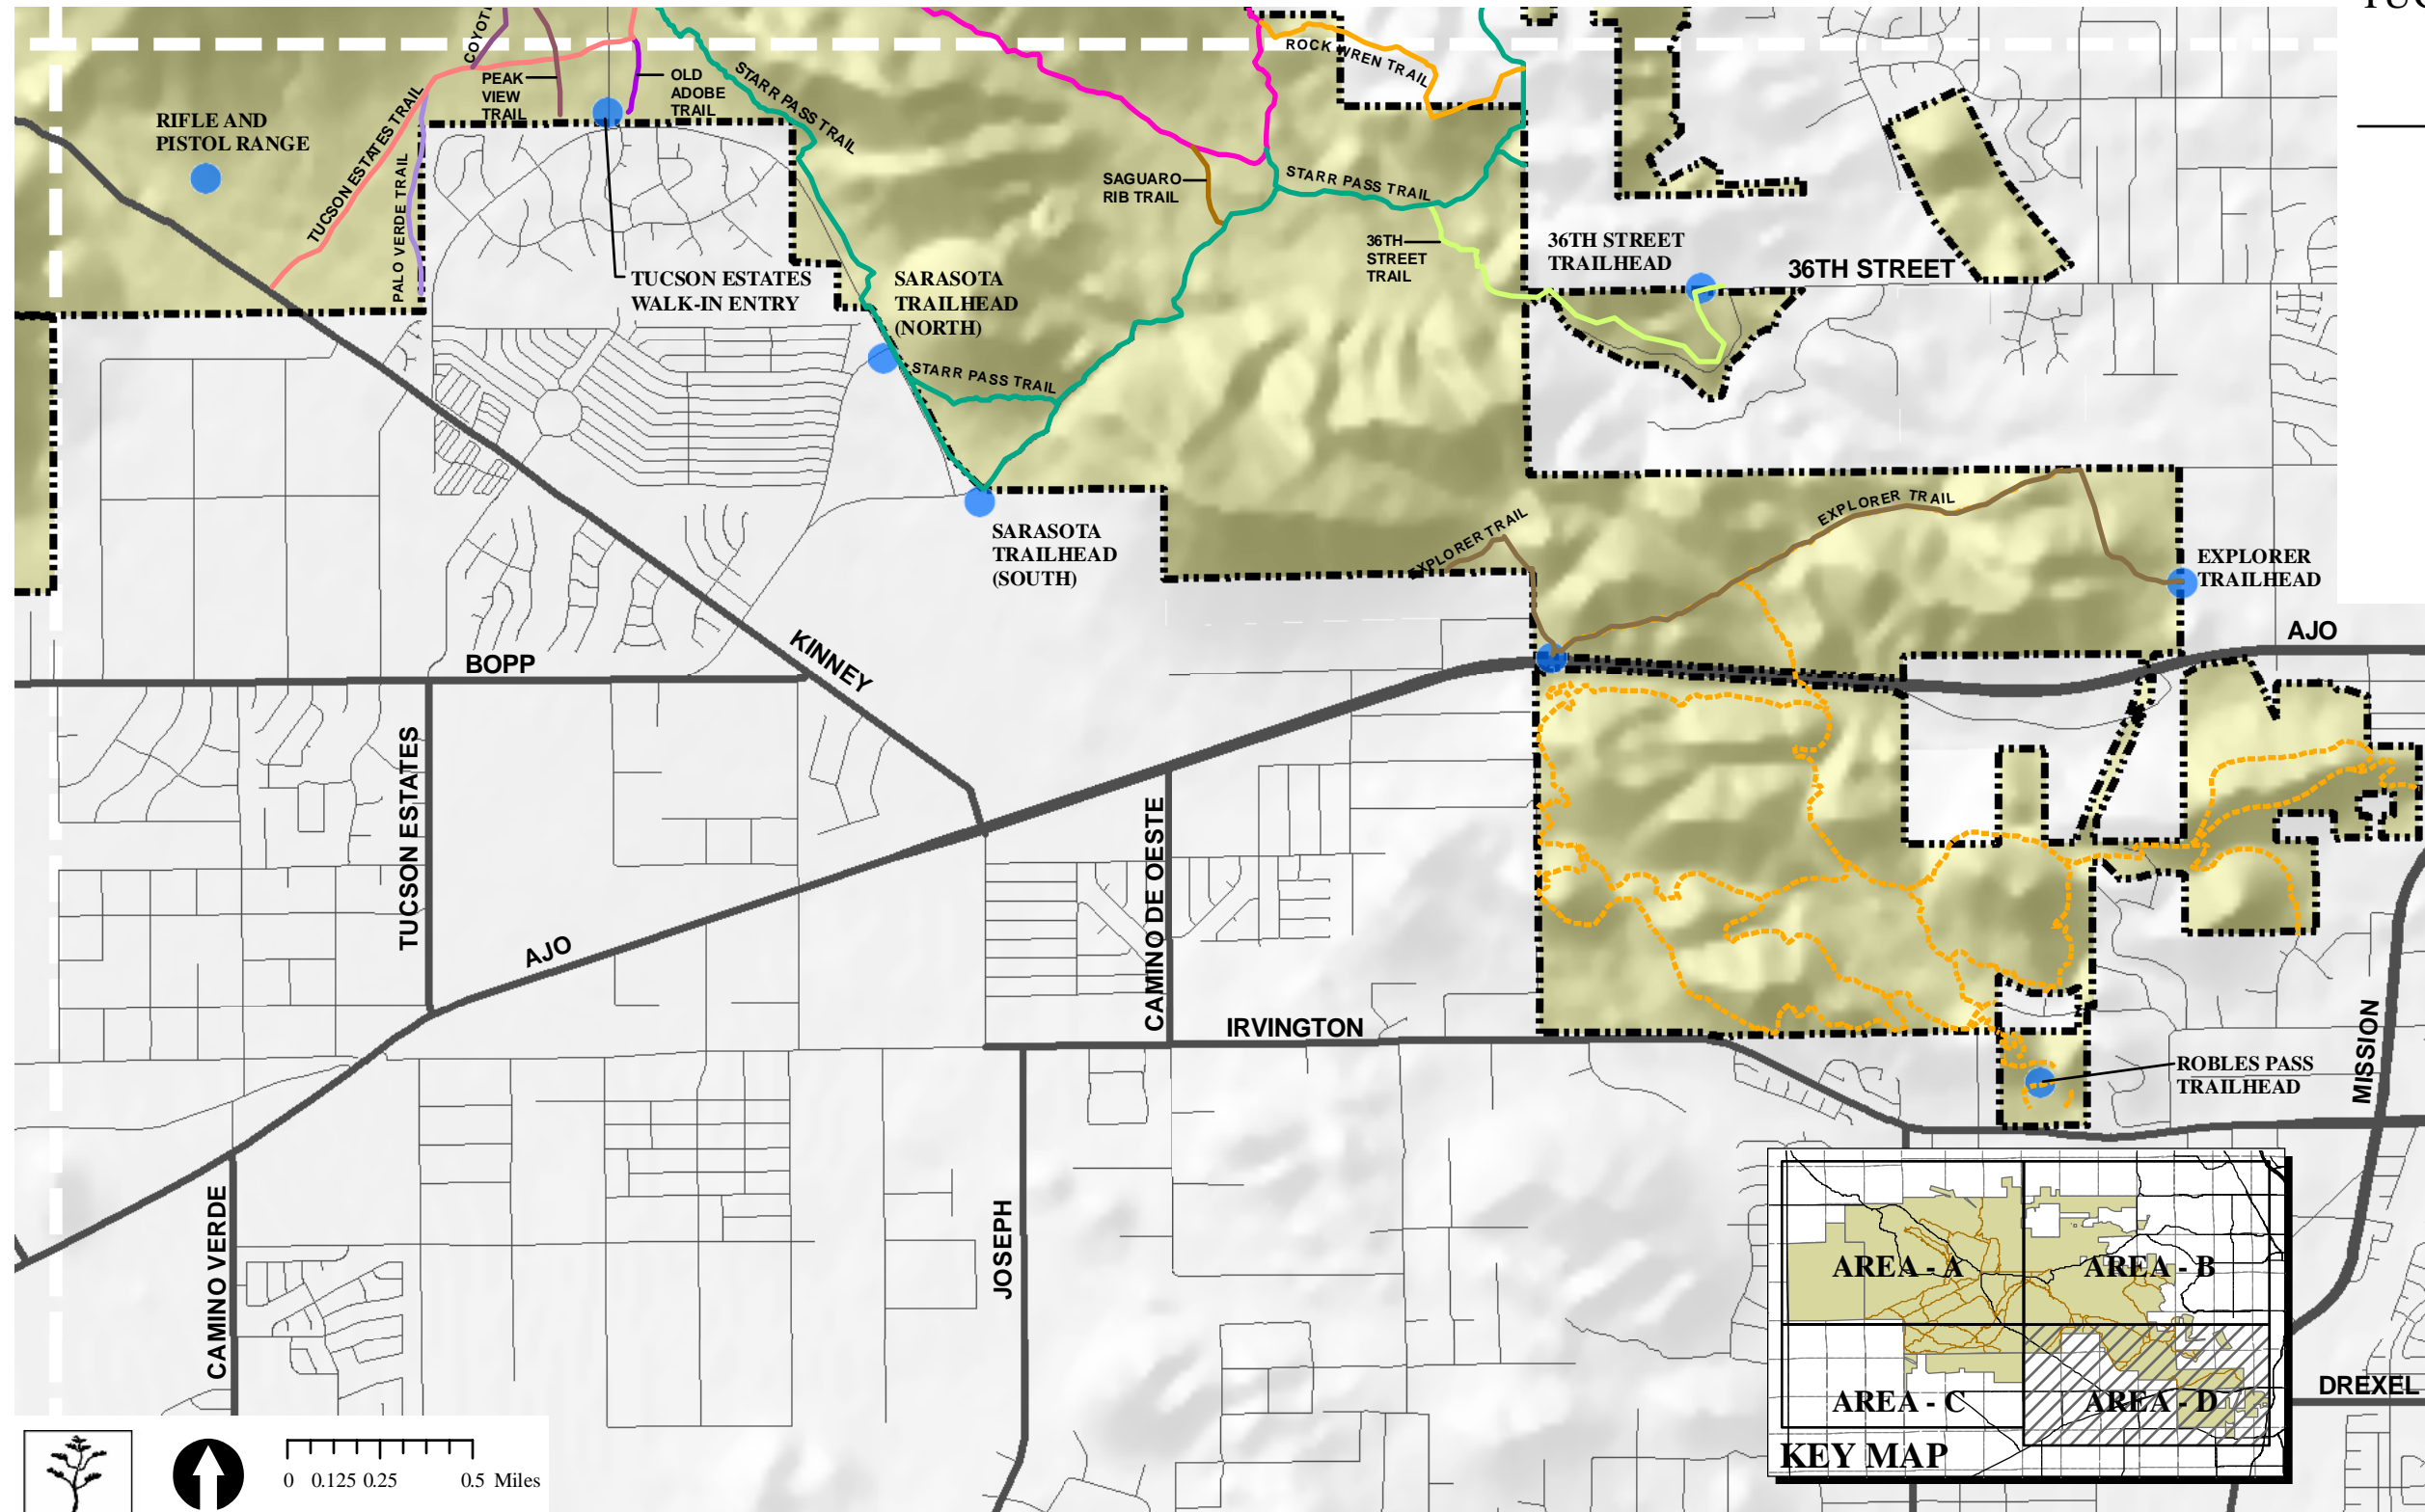 TUC
COYOT
PEAK
VIEW
TRAIL
OLD
ADOBE
TRAIL
STARR PASS TRAIL
ROCK WREN TRAIL
RIFLE AND
PISTOL RANGE
TUCSON ESTATES TRAIL
PALO VERDE TRAIL
SAGUARO
RIB TRAIL
STARR PASS TRAIL
36TH
STREET
TRAIL
36TH STREET
TRAILHEAD
36TH STREET
TUCSON ESTATES
WALK-IN ENTRY
SARASOTA
TRAILHEAD
(NORTH)
STARR PASS TRAIL
SARASOTA
TRAILHEAD
(SOUTH)
EXPLORER TRAIL
EXPLORER TRAIL
EXPLORER
TRAILHEAD
AJO
BOPP
KINNEY
TUCSON ESTATES
AJO
CAMINO DE OESTE
IRVINGTON
MISSION
ROBLES PASS
TRAILHEAD
CAMINO VERDE
JOSEPH
DREXEL
AREA - A
AREA - B
AREA - C
AREA - D
KEY MAP
0 0.125 0.25 0.5 Miles